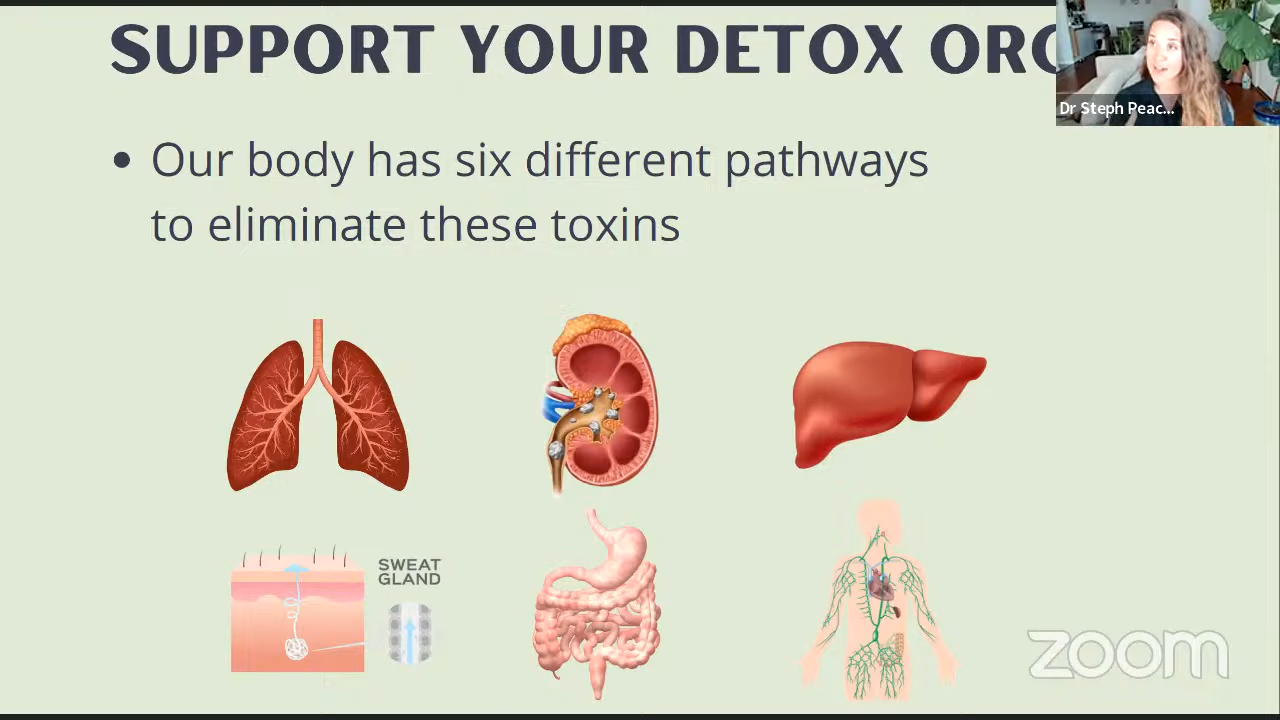 SUPPORT YOUR DETOX ORG
Dr Steph Peac...
• Our body has six different pathways
to eliminate these toxins
SWEAT
GLAND
zoom